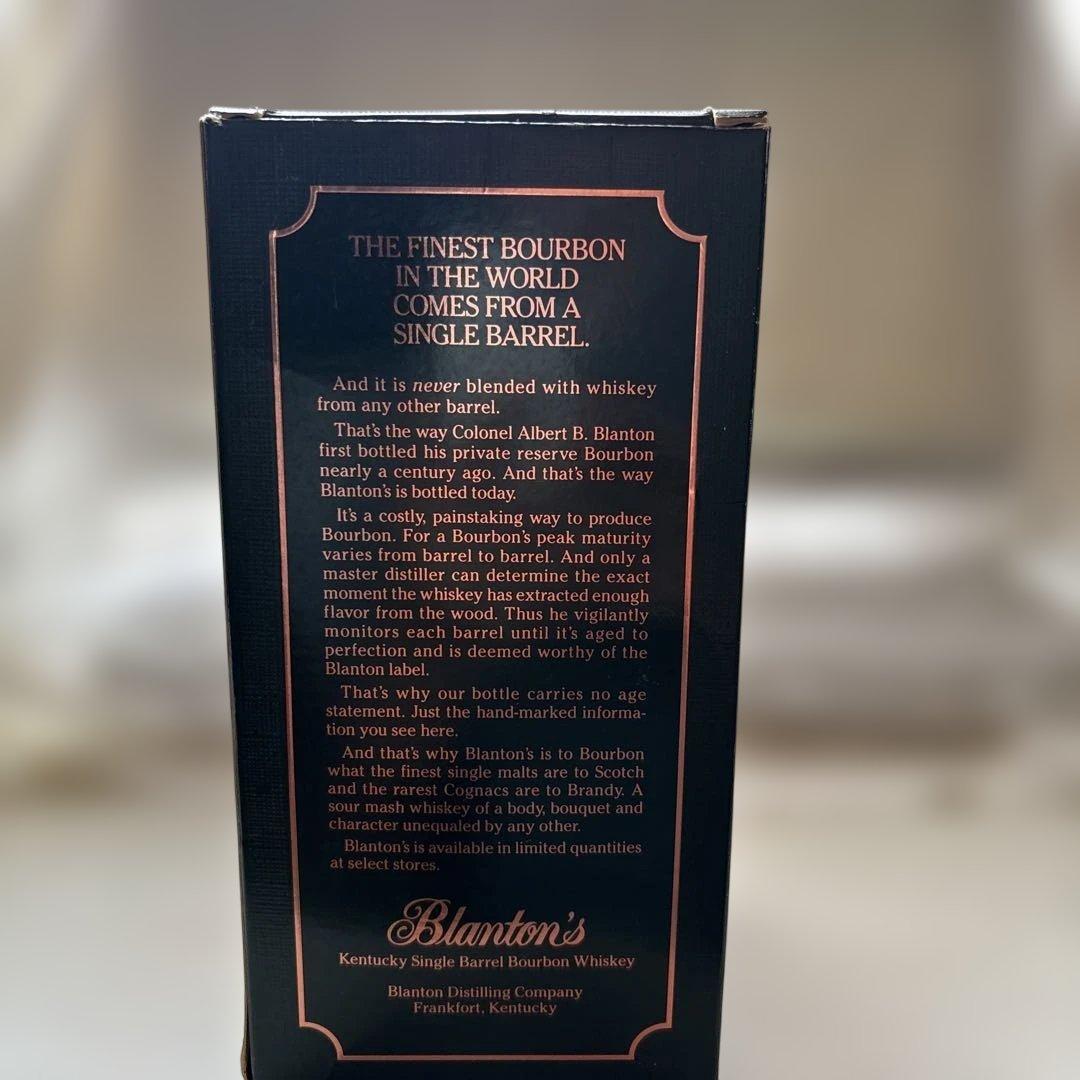 THE FINEST BOURBON
IN THE WORLD
COMES FROM A
SINGLE BARREL.
And it is never blended with whiskey
from any other barrel.
That's the way Colonel Albert B. Blanton
first bottled his private reserve Bourbon
nearly a century ago. And that's the way
Blanton's is bottled today.
It's a costly, painstaking way to produce
Bourbon. For a Bourbon's peak maturity
varies from barrel to barrel. And only a
master distiller can determine the exact
moment the whiskey has extracted enough
flavor from the wood. Thus he vigilantly
monitors each barrel until it's aged to
perfection and is deemed worthy of the
Blanton label.
That's why our bottle carries no age
statement. Just the hand-marked informa-
tion you see here.
And that's why Blanton's is to Bourbon
what the finest single malts are to Scotch
and the rarest Cognacs are to Brandy. A
sour mash whiskey of a body, bouquet and
character unequaled by any other.
Blanton's is available in limited quantities
at select stores.
Blanton's
Kentucky Single Barrel Bourbon Whiskey
Blanton Distilling Company
Frankfort, Kentucky